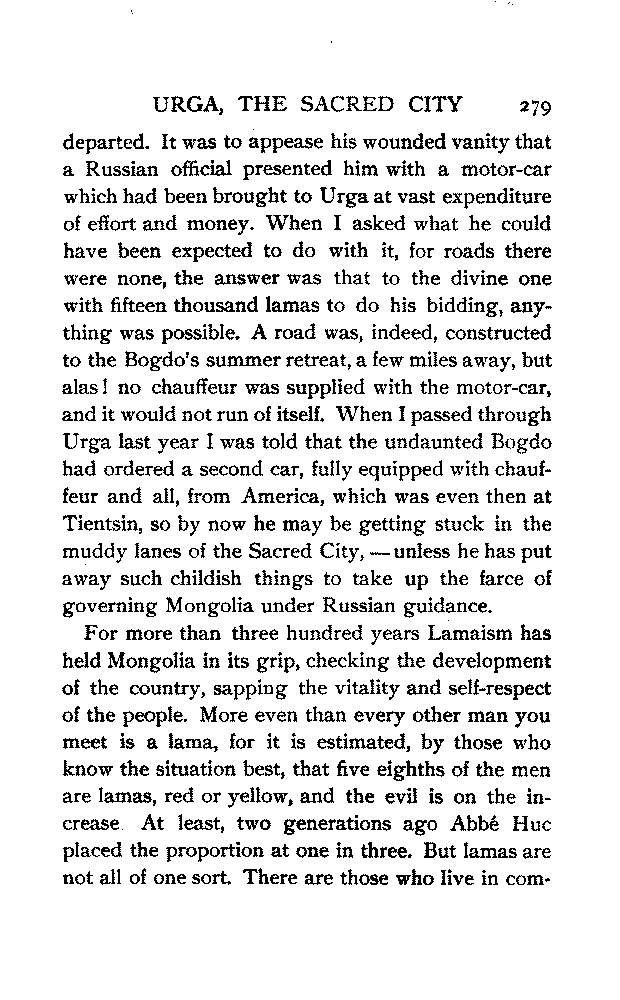 URGA, THE SACRED CITY 279
departed. It was to appease his wounded vanity that
a Russian official presented him with a motor-car
which had been brought to Urga at vast expenditure
of effort and money. When I asked what he could
have been expected to do with it, for roads there
were none, the answer was that to the divine one
with fifteen thousand lamas to do his bidding, any-
thing was possible. A road was, indeed, constructed
to the Bogdo's summer retreat, a few miles away, but
alas! no chauffeur was supplied with the motor-car,
and it would not run of itself. When I passed through
Urga last year I was told that the undaunted Bogdo
had ordered a second car, fully equipped with chauf-
feur and all, from America, which was even then at
Tientsin, so by now he may be getting stuck in the
muddy lanes of the Sacred City, — unless he has put
away such childish things to take up the farce of
governing Mongolia under Russian guidance.
For more than three hundred years Lamaism has
held Mongolia in its grip, checking the development
of the country, sapping the vitality and self-respect
of the people. More even than every other man you
meet is a lama, for it is estimated, by those who
know the situation best, that five eighths of the men
are lamas, red or yellow, and the evil is on the in-
crease. At least, two generations ago Abbé Huc
placed the proportion at one in three. But lamas are
not all of one sort. There are those who live in com-